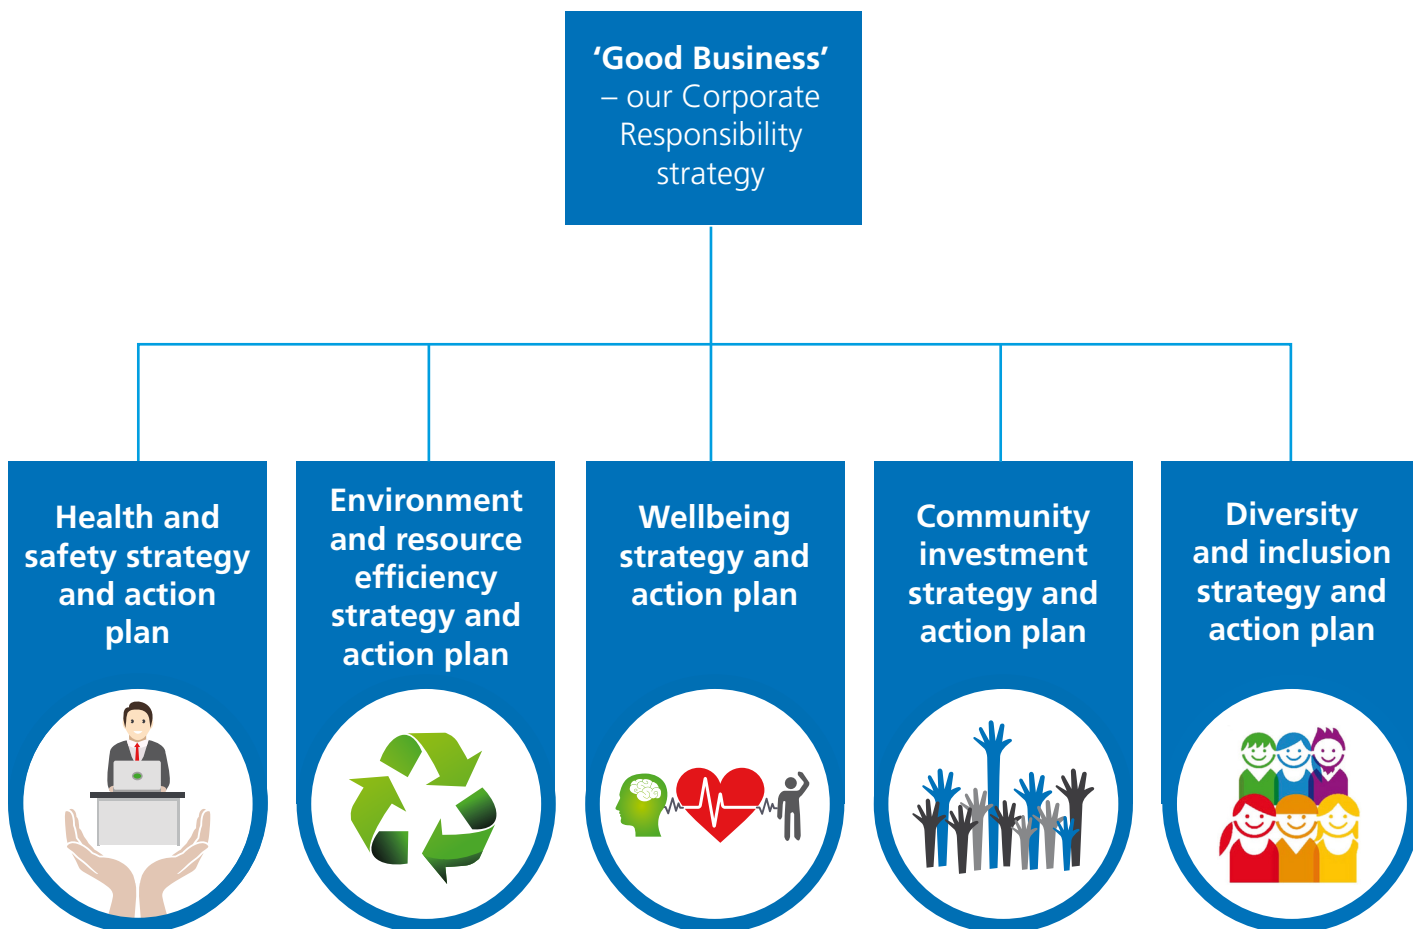 ‘Good Business’
– our Corporate
Responsibility
strategy
Health and
safety strategy
and action
plan
Environment
and resource
efficiency
strategy and
action plan
Wellbeing
strategy and
action plan
Community
investment
strategy and
action plan
Diversity
and inclusion
strategy and
action plan